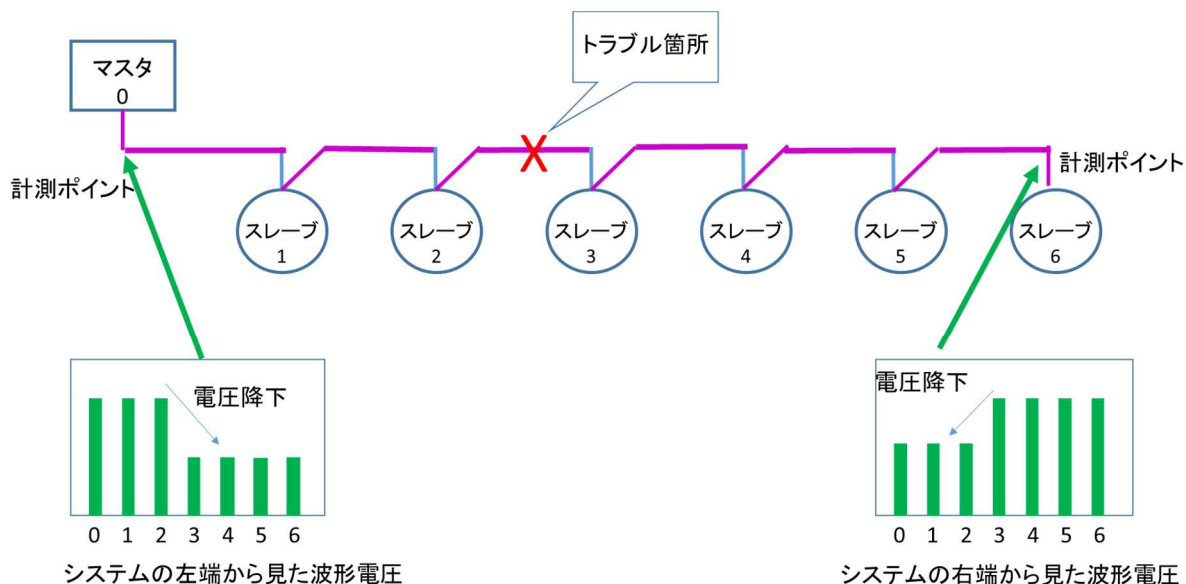 トラブル箇所
マスタ
0
計測ポイント
計測ポイント
スレーブ
1
スレーブ
2
スレーブ
3
スレーブ
4
スレーブ
5
スレーブ
6
電圧降下
0 1 2 3 4 5 6
システムの左端から見た波形電圧
電圧降下
0 1 2 3 4 5 6
システムの右端から見た波形電圧